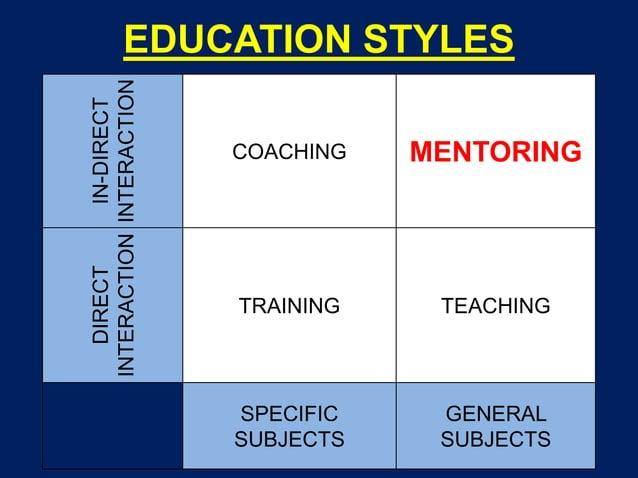 EDUCATION STYLES
IN-DIRECT
INTERACTION
COACHING
MENTORING
DIRECT
INTERACTION
TRAINING
TEACHING
SPECIFIC
SUBJECTS
GENERAL
SUBJECTS